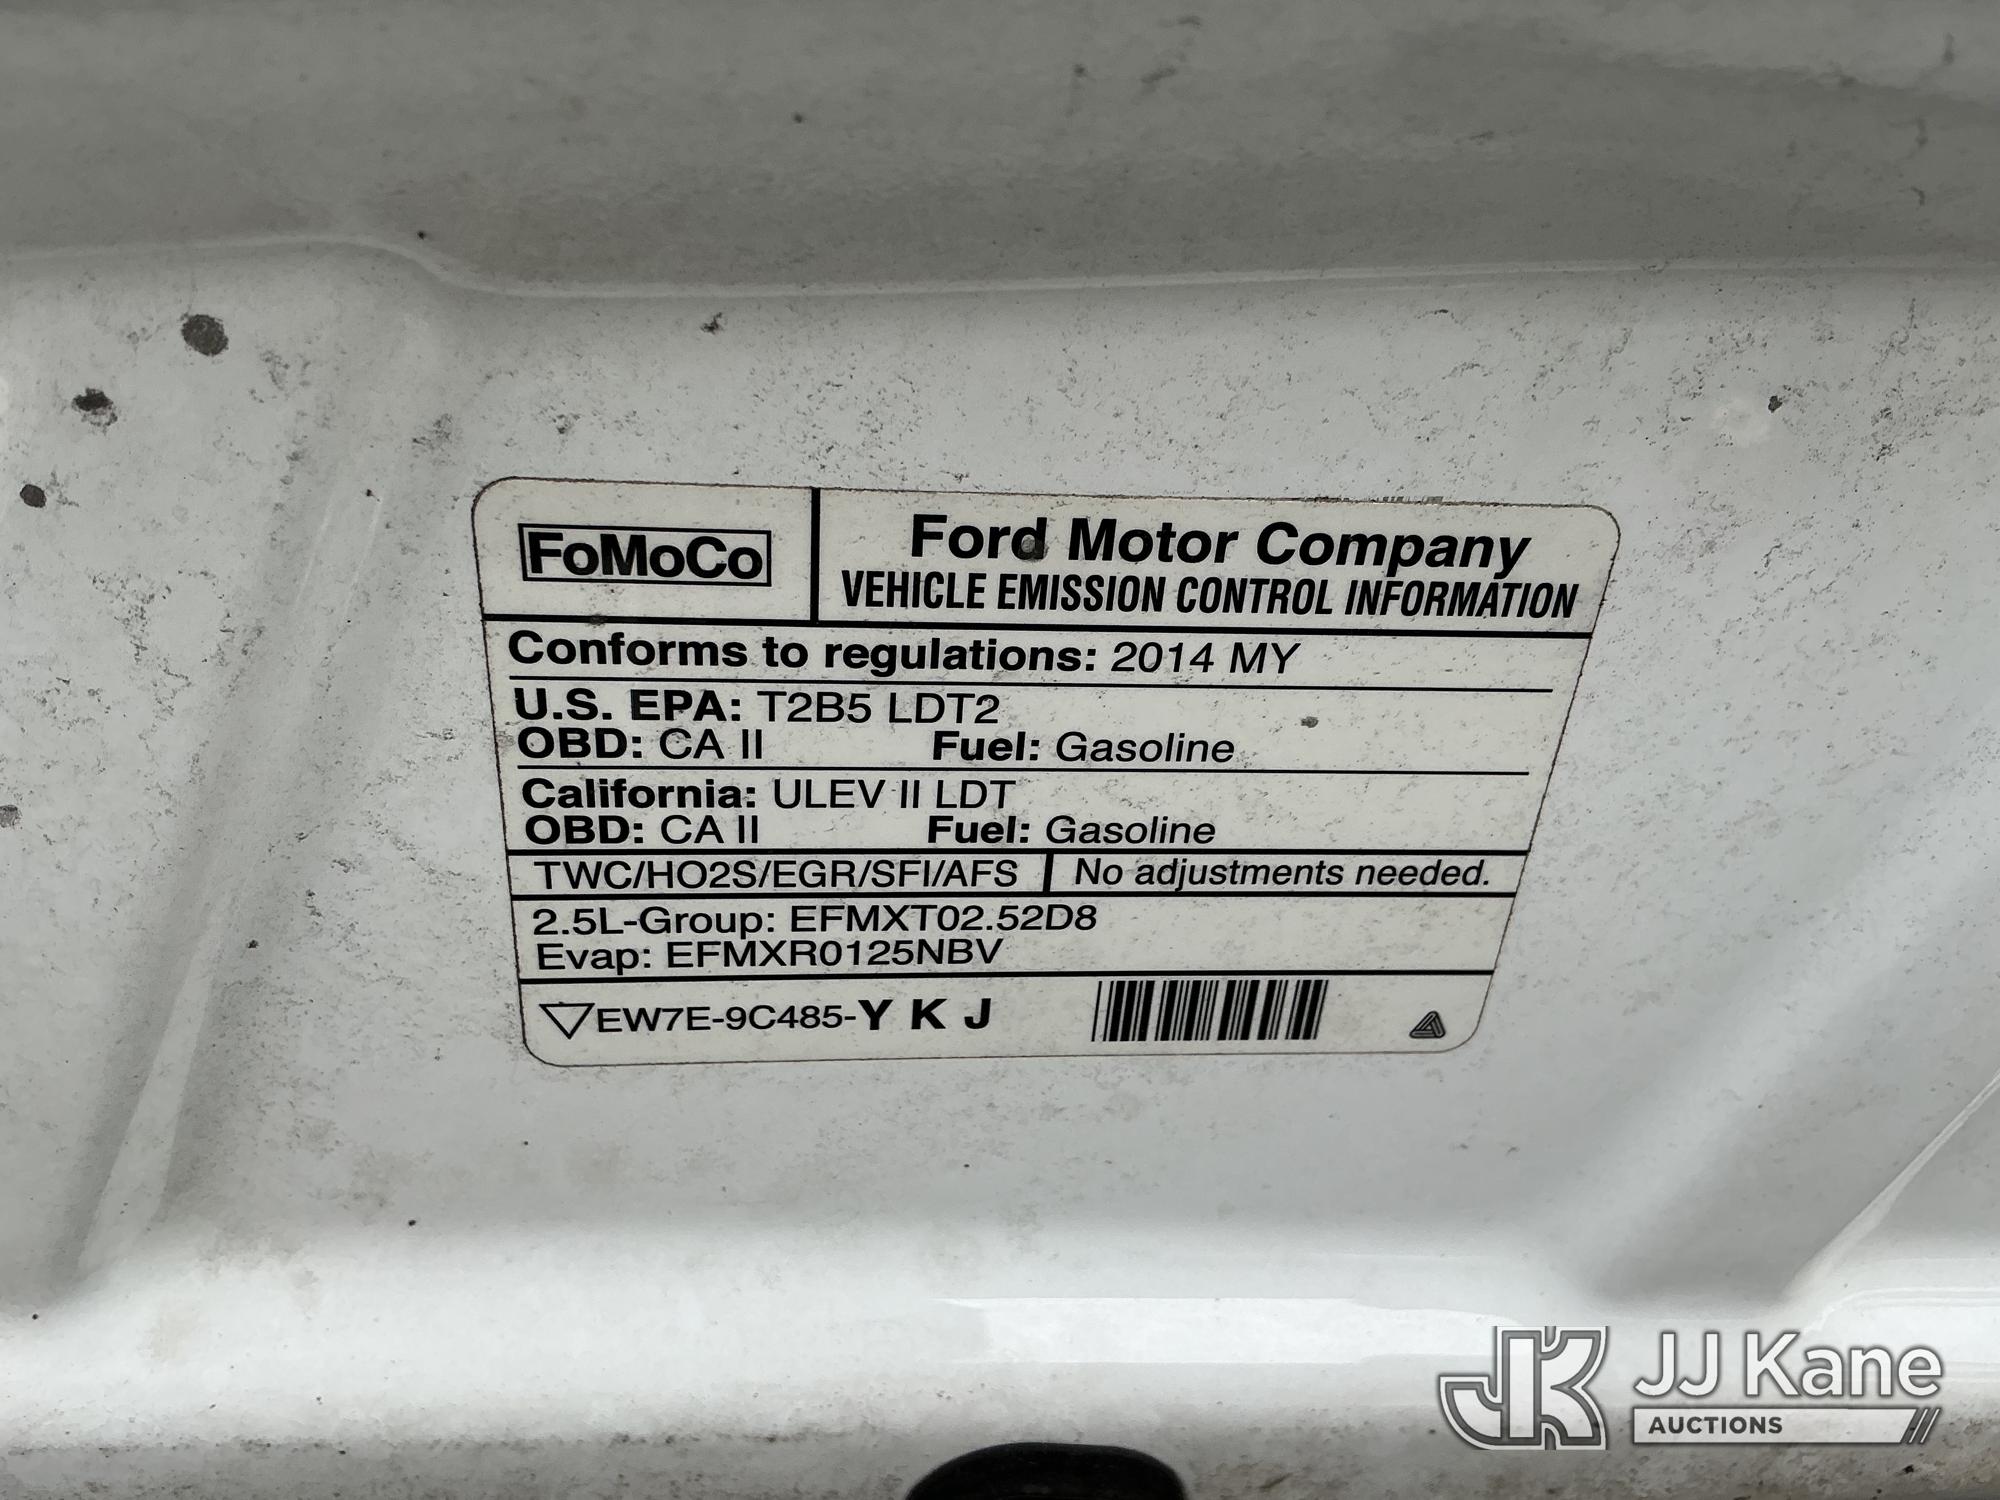 FoMoCo
Ford Motor Company
VEHICLE EMISSION CONTROL INFORMATION
Conforms to regulations: 2014 MY
U.S. EPA: T2B5 LDT2
OBD: CA II Fuel: Gasoline
California: ULEV II LDT
OBD: CA II Fuel: Gasoline
TWC/HO2S/EGR/SFI/AFS No adjustments needed.
2.5L-Group: EFMXT02.52D8
Evap: EFMXR0125NBV
EW7E-9C485-Y K J
JK JJ Kane
AUCTIONS